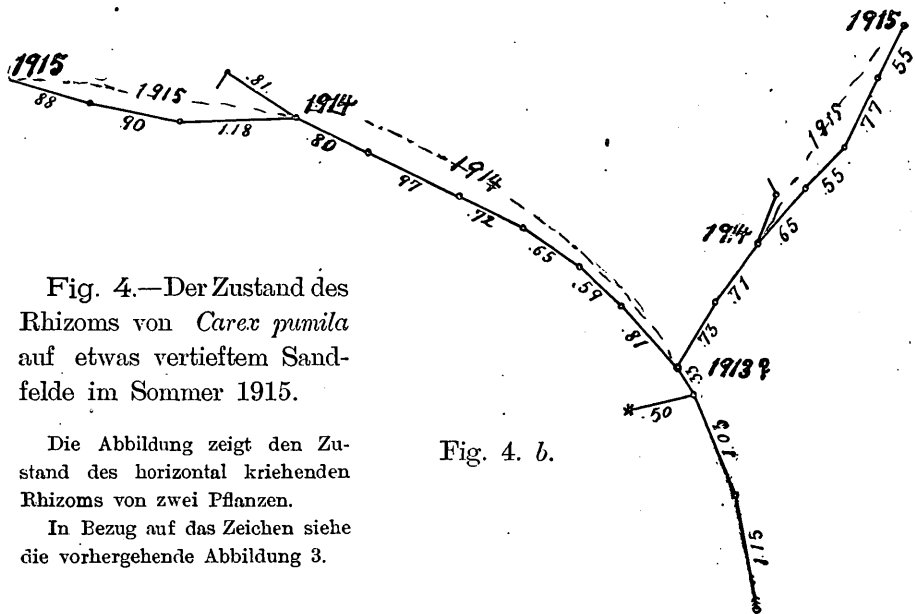 1915
1915
1915
.88
.90
1.18
.81
1914
.80
.97
.72
.65
.59
.81
1914
1915
.55
.77
.55
.65
1914
.71
.73
1913?
.33
.50
1.03
1.15
Fig. 4.—Der Zustand des
Rhizoms von Carex pumila
auf etwas vertieftem Sand-
felde im Sommer 1915.
Die Abbildung zeigt den Zu-
stand des horizontal kriehenden
Rhizoms von zwei Pflanzen.
In Bezug auf das Zeichen siehe
die vorhergehende Abbildung 3.
Fig. 4. b.